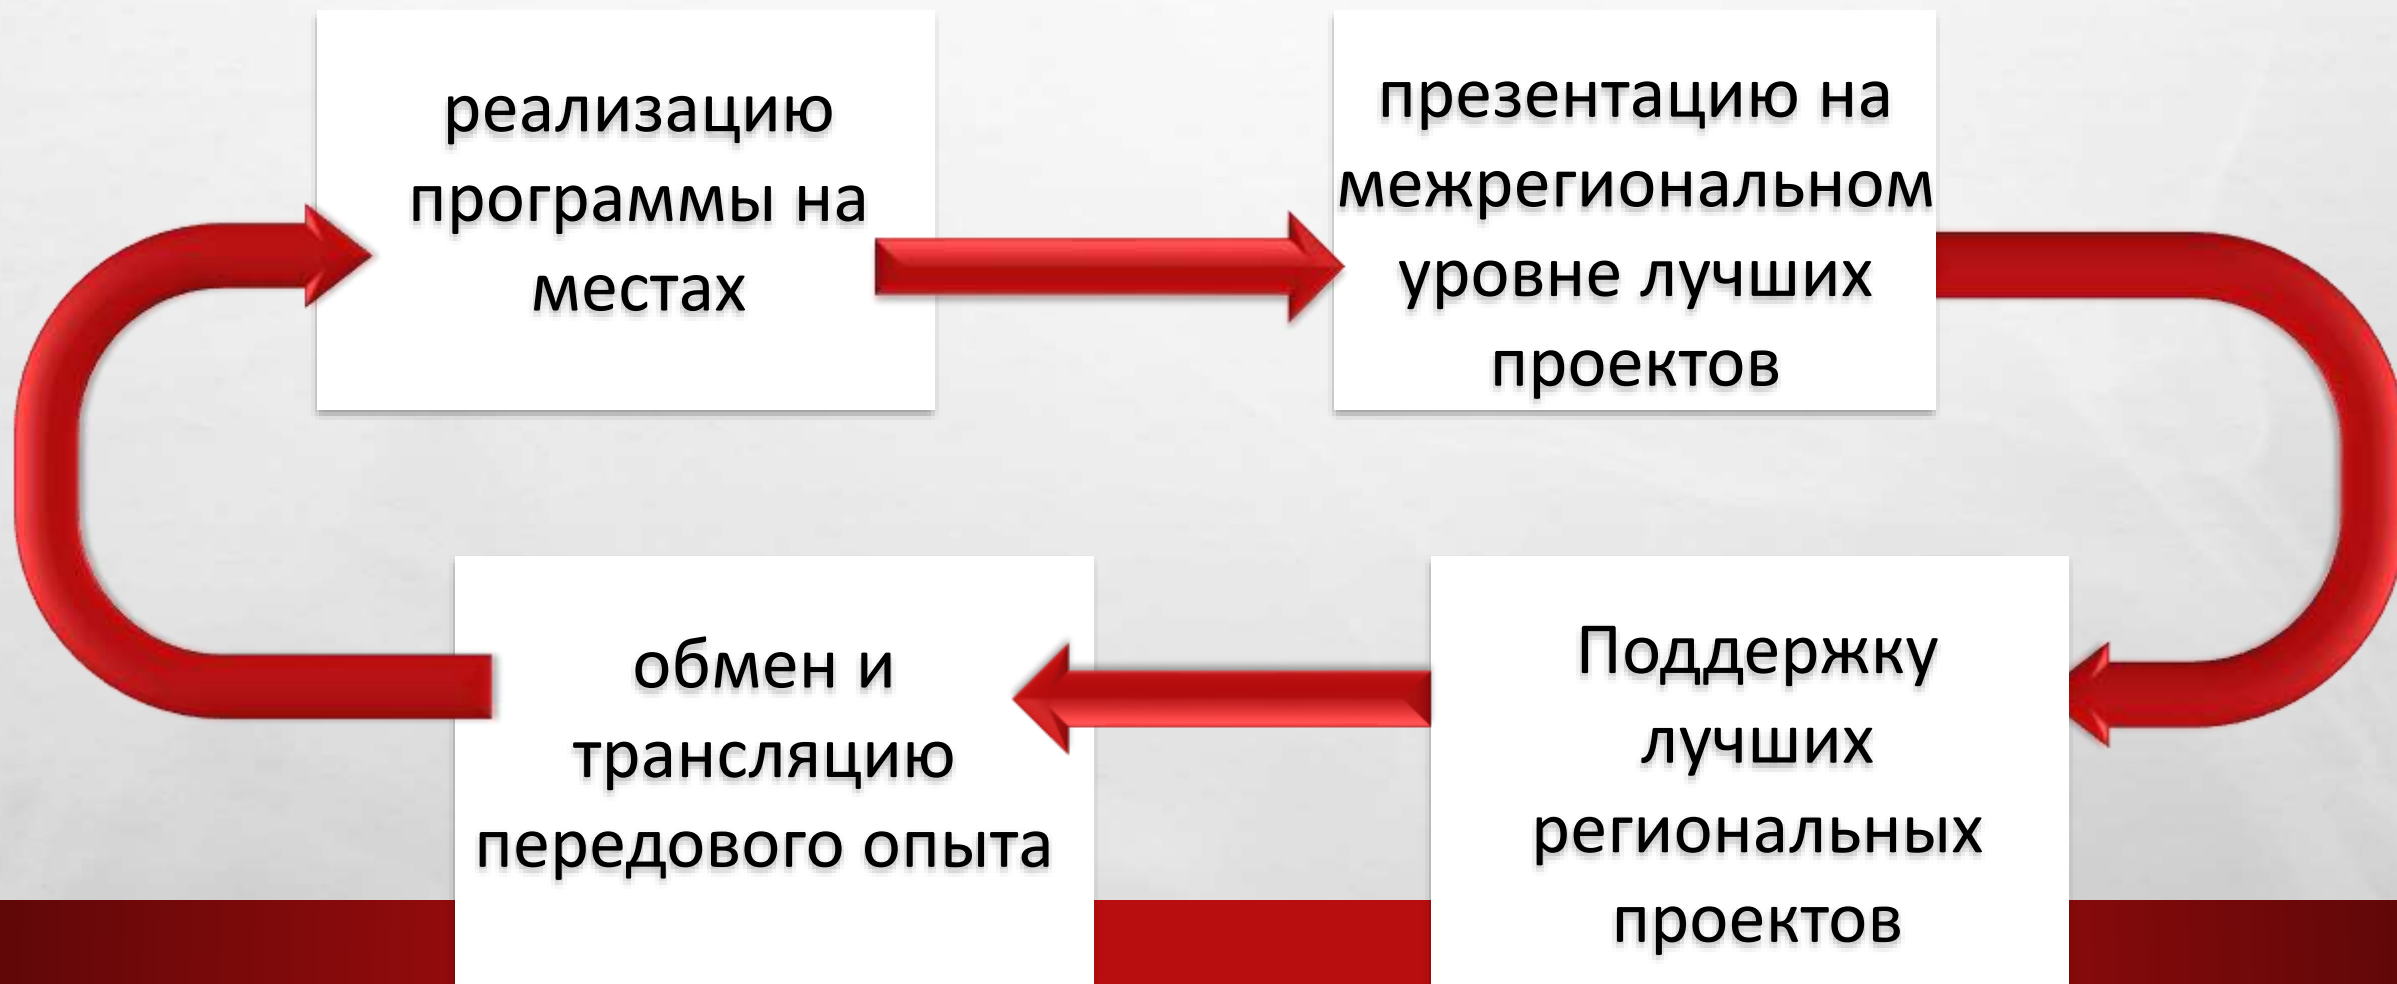 реализацию
программы на
местах
презентацию на
межрегиональном
уровне лучших
проектов
обмен и
трансляцию
передового опыта
Поддержку
лучших
региональных
проектов